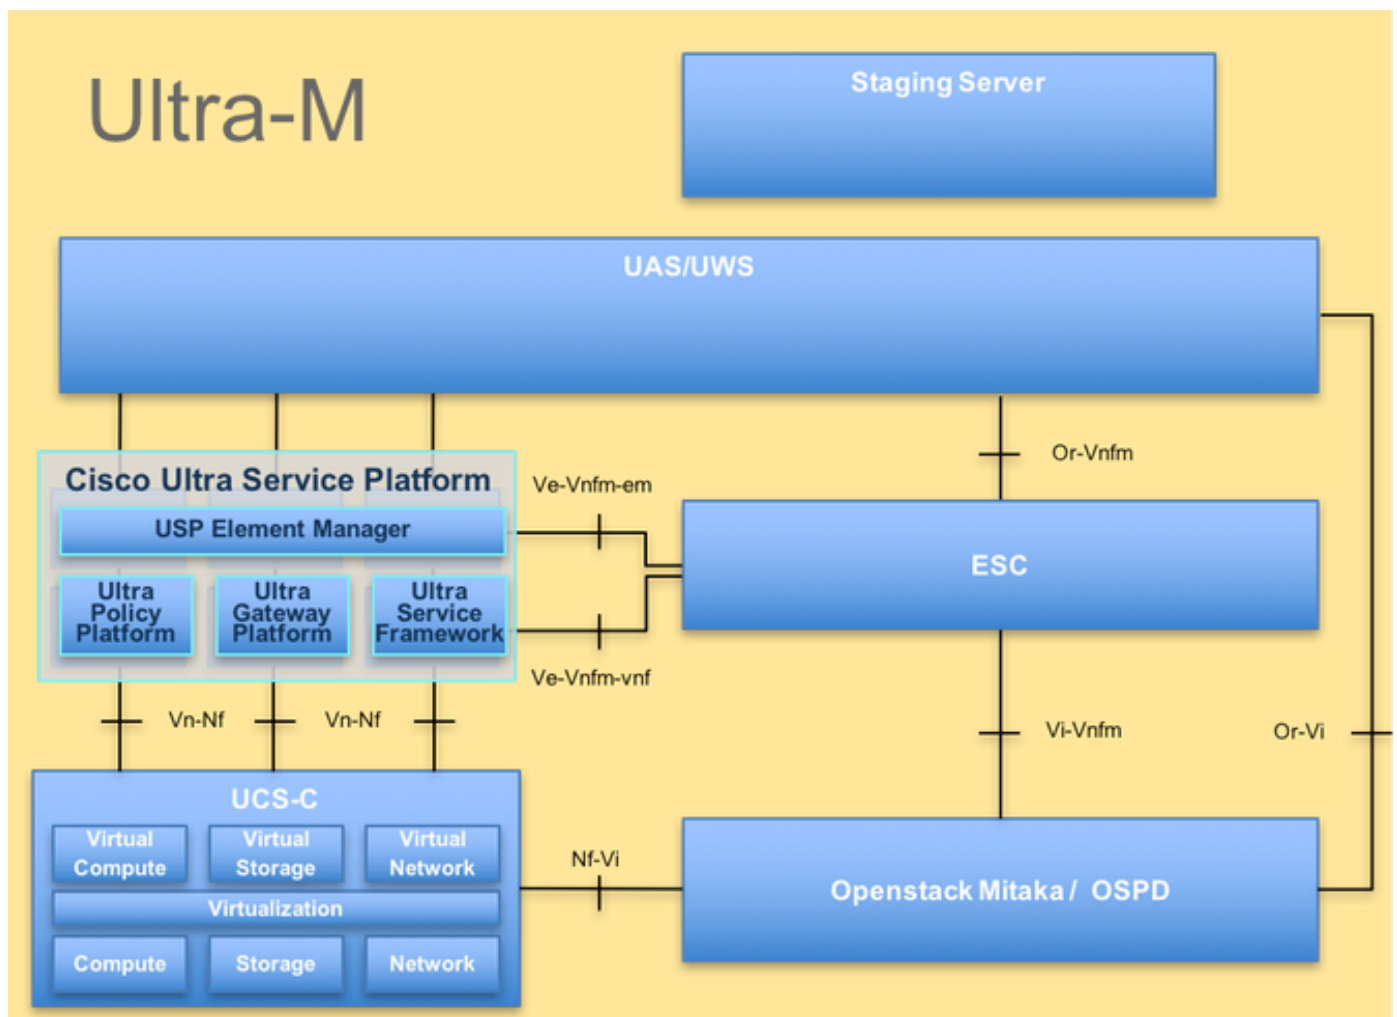 Ultra-M
Staging Server
UAS/UWS
Or-Vnfm
Cisco Ultra Service Platform
Ve-Vnfm-em
USP Element Manager
ESC
Ultra
Policy
Platform
Ultra
Gateway
Platform
Ultra
Service
Framework
Ve-Vnfm-vnf
Vn-Nf
Vn-Nf
Vi-Vnfm
Or-Vi
UCS-C
Virtual
Compute
Virtual
Storage
Virtual
Network
Nf-Vi
Openstack Mitaka / OSPD
Virtualization
Compute
Storage
Network